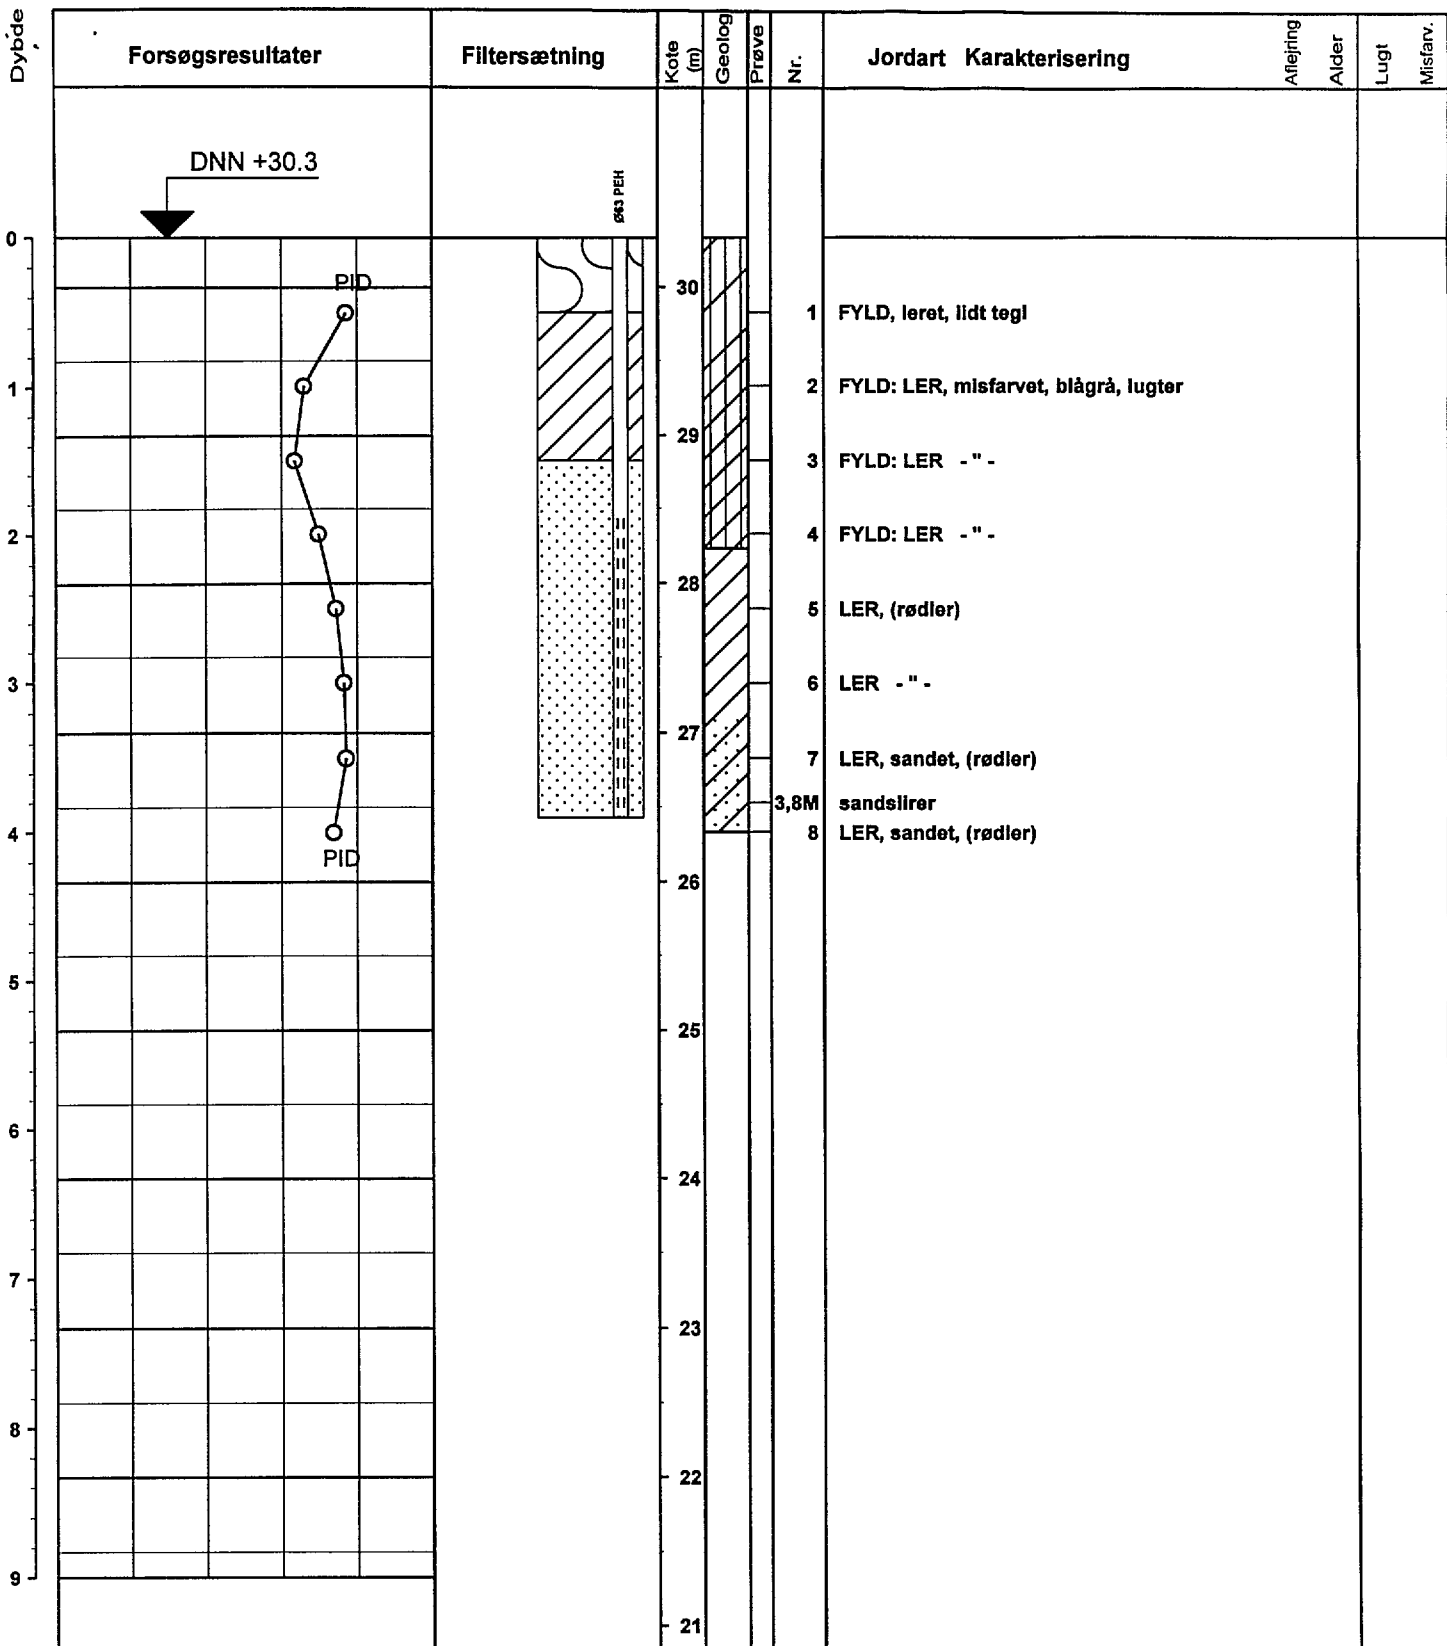 Dybde
Forsøgsresultater
Filtersætning
Kote (m)
Geolog
Prøve
Nr.
Jordart Karakterisering
Aflejring
Alder
Lugt
Misfarv.
DNN +30.3
Ø63 PEH
0
PID
30
1 FYLD, leret, lidt tegl
1
2 FYLD: LER, misfarvet, blågrå, lugter
29
3 FYLD: LER - " -
2
4 FYLD: LER - " -
28
5 LER, (rødler)
3
6 LER - " -
27
7 LER, sandet, (rødler)
3,8M sandslirer
4
8 LER, sandet, (rødler)
PID
26
5
25
6
24
7
23
8
22
9
21